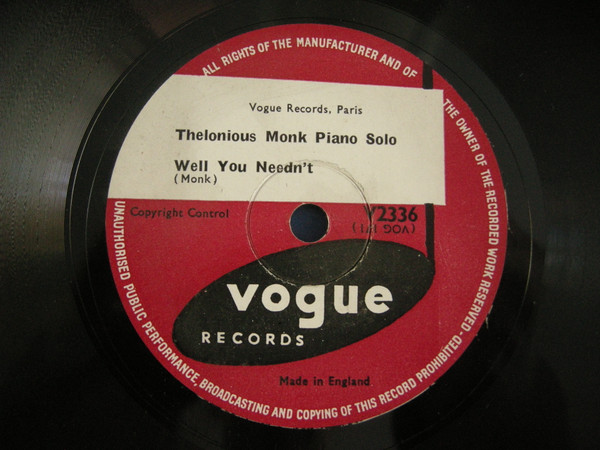 ALL RIGHTS OF THE MANUFACTURER AND OF THE OWNER OF THE RECORDED WORK RESERVED - UNAUTHORISED PUBLIC PERFORMANCE, BROADCASTING AND COPYING OF THIS RECORD PROHIBITED -
Vogue Records, Paris
Thelonious Monk Piano Solo
Well You Needn't
(Monk)
Copyright Control
V2336
vogue
RECORDS
Made in England